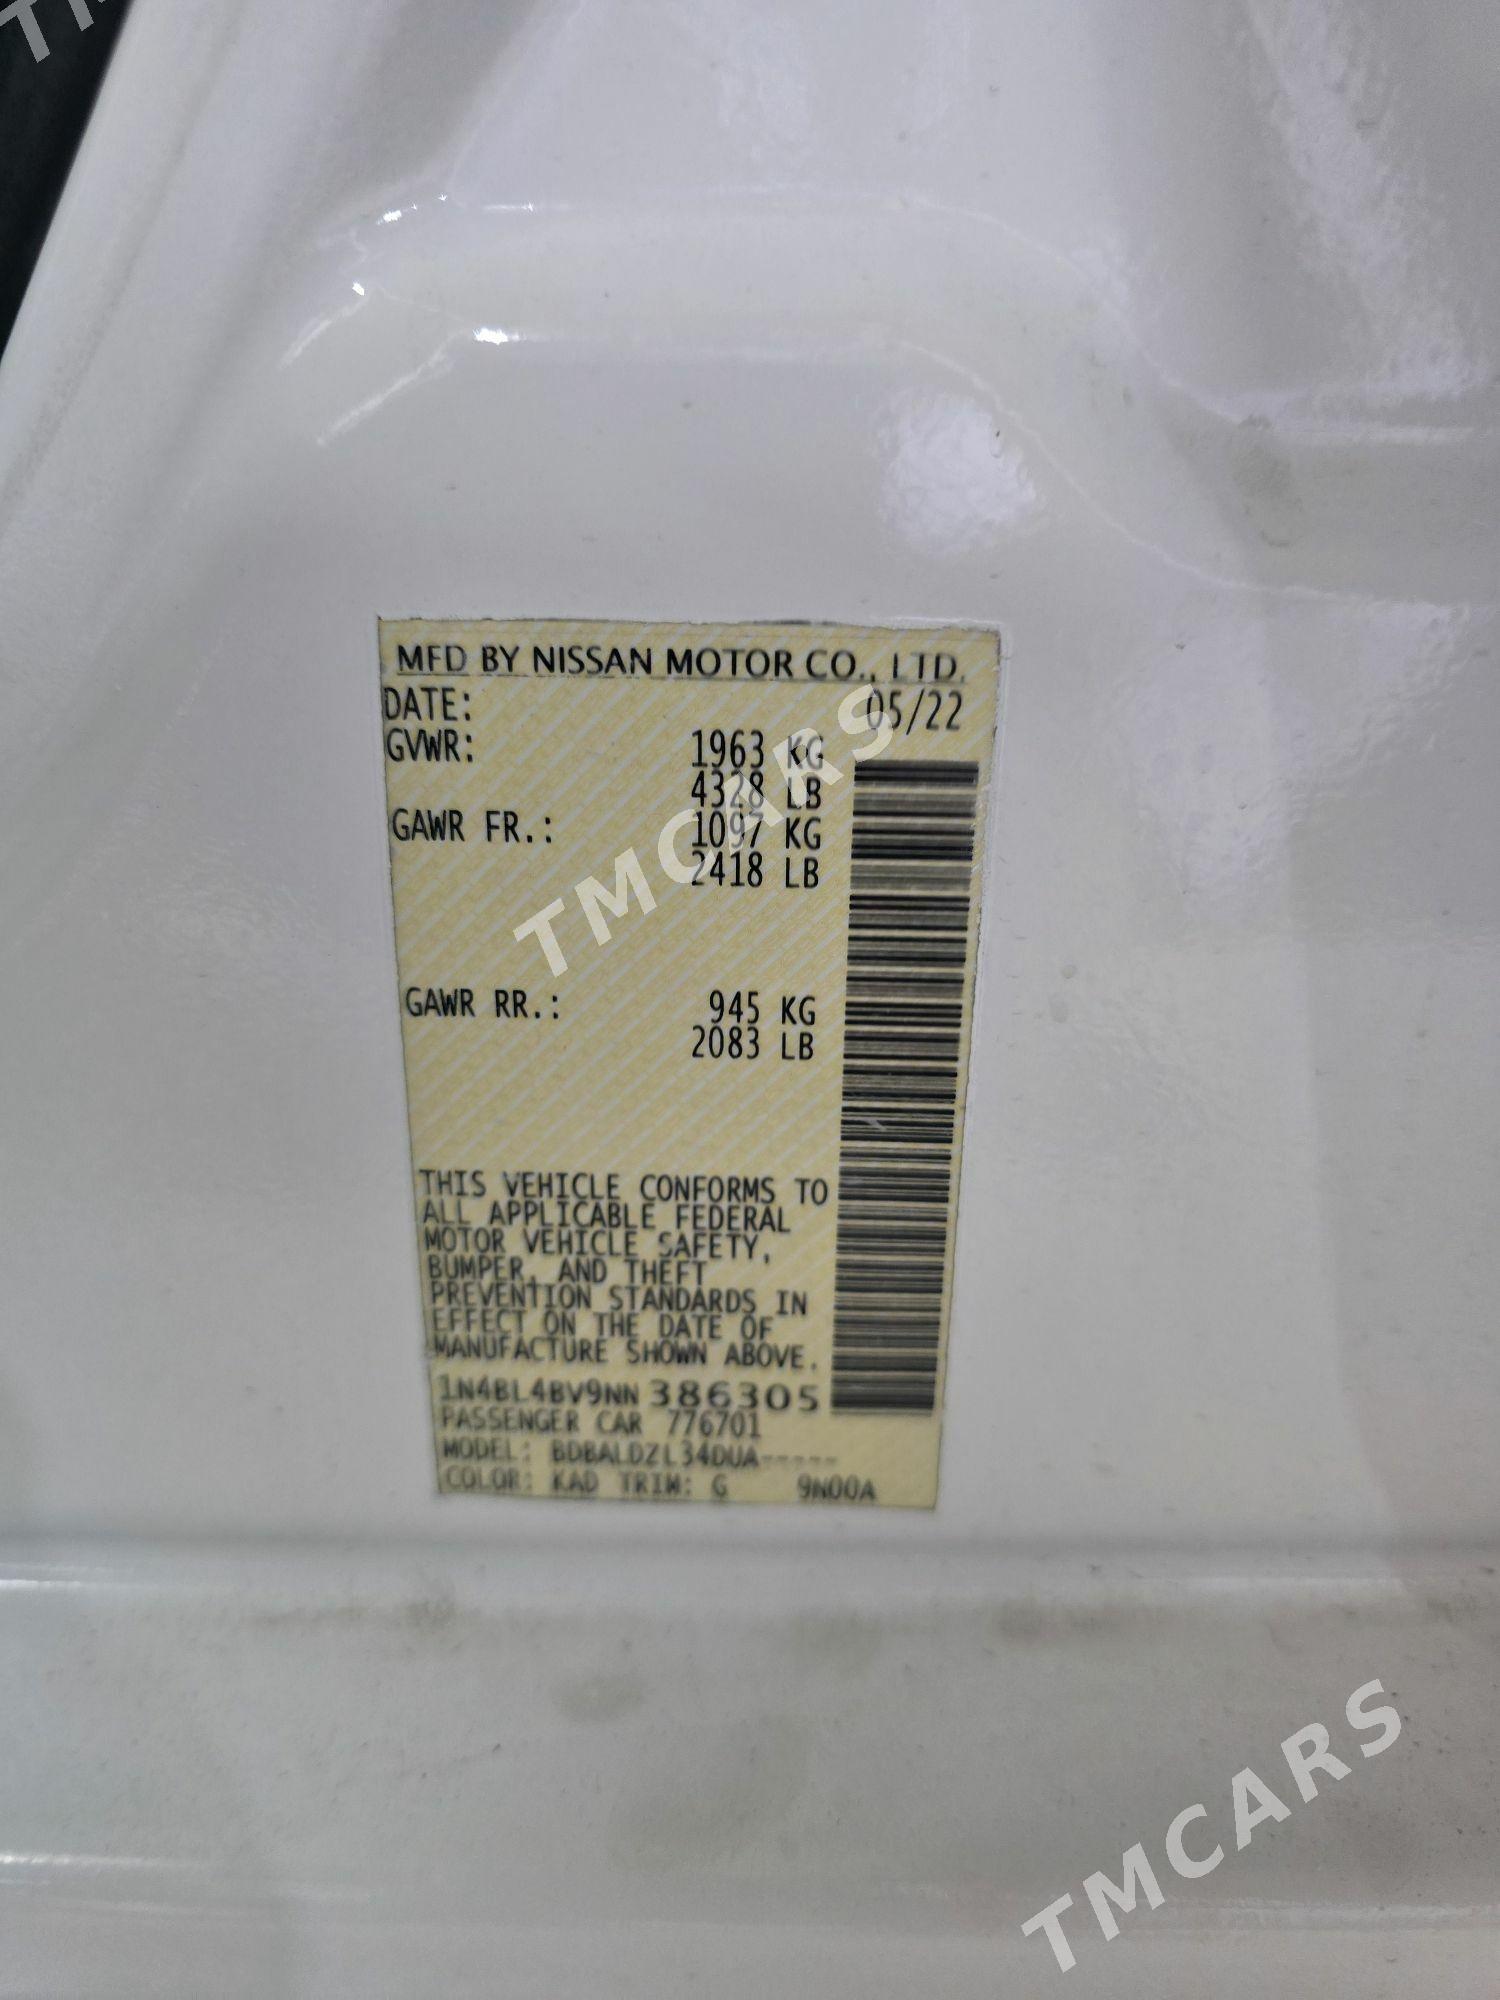 MFD BY NISSAN MOTOR CO., LTD.
DATE: 05/22
GVWR: 1963 KG
4328 LB
GAWR FR.: 1097 KG
2418 LB
GAWR RR.: 945 KG
2083 LB
THIS VEHICLE CONFORMS TO
ALL APPLICABLE FEDERAL
MOTOR VEHICLE SAFETY,
BUMPER, AND THEFT
PREVENTION STANDARDS IN
EFFECT ON THE DATE OF
MANUFACTURE SHOWN ABOVE.
1N4BL4BV9NN386305
PASSENGER CAR 776701
MODEL: BDBALDZL34DUA-----
COLOR: KAD TRIM: G 9N00A
TMCARS
TMCARS